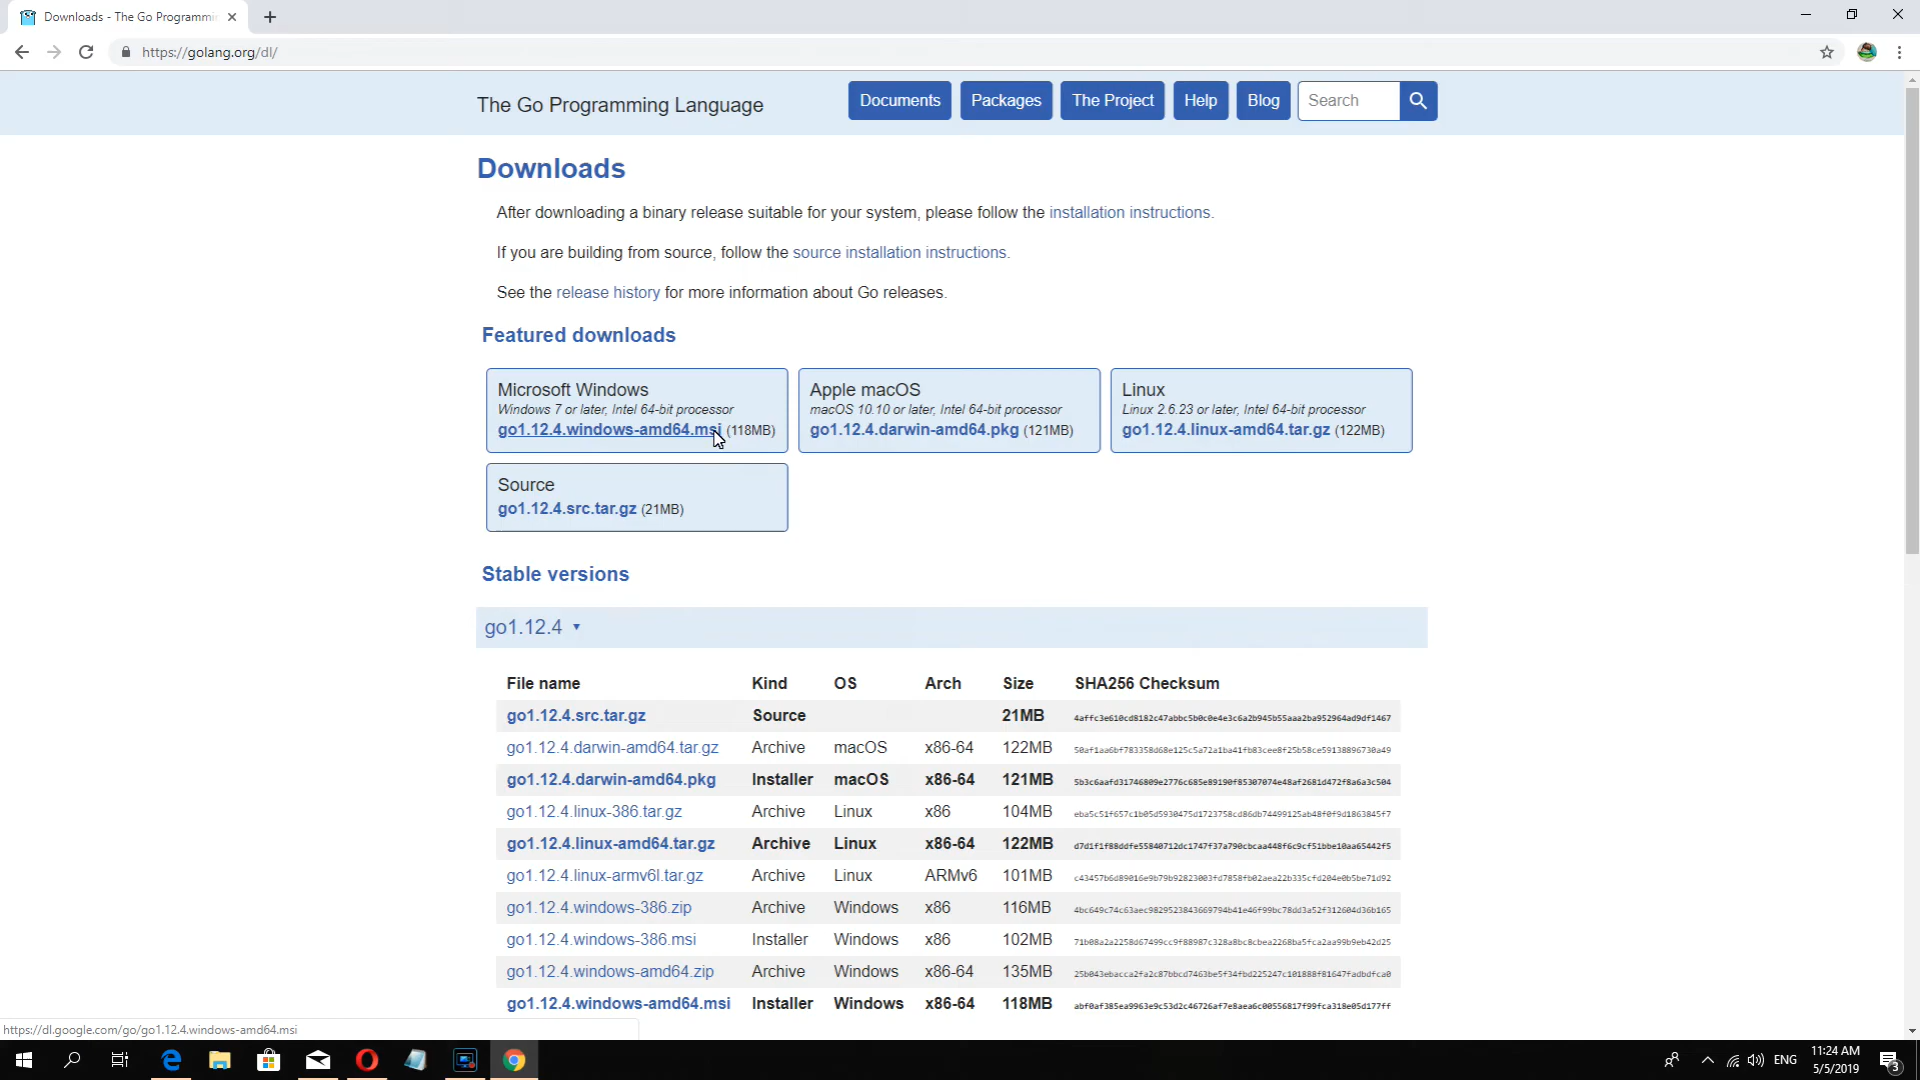 Downloads - The Go Programmi
https://golang.org/dl/
The Go Programming Language
Documents
Packages
The Project
Help
Blog
Search
Downloads
After downloading a binary release suitable for your system, please follow the installation instructions.
If you are building from source, follow the source installation instructions.
See the release history for more information about Go releases.
Featured downloads
Microsoft Windows
Windows 7 or later, Intel 64-bit processor
go1.12.4.windows-amd64.msi (118MB)
Apple macOS
macOS 10.10 or later, Intel 64-bit processor
go1.12.4.darwin-amd64.pkg (121MB)
Linux
Linux 2.6.23 or later, Intel 64-bit processor
go1.12.4.linux-amd64.tar.gz (122MB)
Source
go1.12.4.src.tar.gz (21MB)
Stable versions
go1.12.4 ▾
File name Kind OS Arch Size SHA256 Checksum
go1.12.4.src.tar.gz Source 21MB
go1.12.4.darwin-amd64.tar.gz Archive macOS x86-64 122MB
go1.12.4.darwin-amd64.pkg Installer macOS x86-64 121MB
go1.12.4.linux-386.tar.gz Archive Linux x86 104MB
go1.12.4.linux-amd64.tar.gz Archive Linux x86-64 122MB
go1.12.4.linux-armv6l.tar.gz Archive Linux ARMv6 101MB
go1.12.4.windows-386.zip Archive Windows x86 116MB
go1.12.4.windows-386.msi Installer Windows x86 102MB
go1.12.4.windows-amd64.zip Archive Windows x86-64 135MB
go1.12.4.windows-amd64.msi Installer Windows x86-64 118MB
https://dl.google.com/go/go1.12.4.windows-amd64.msi
ENG
11:24 AM
5/5/2019
3